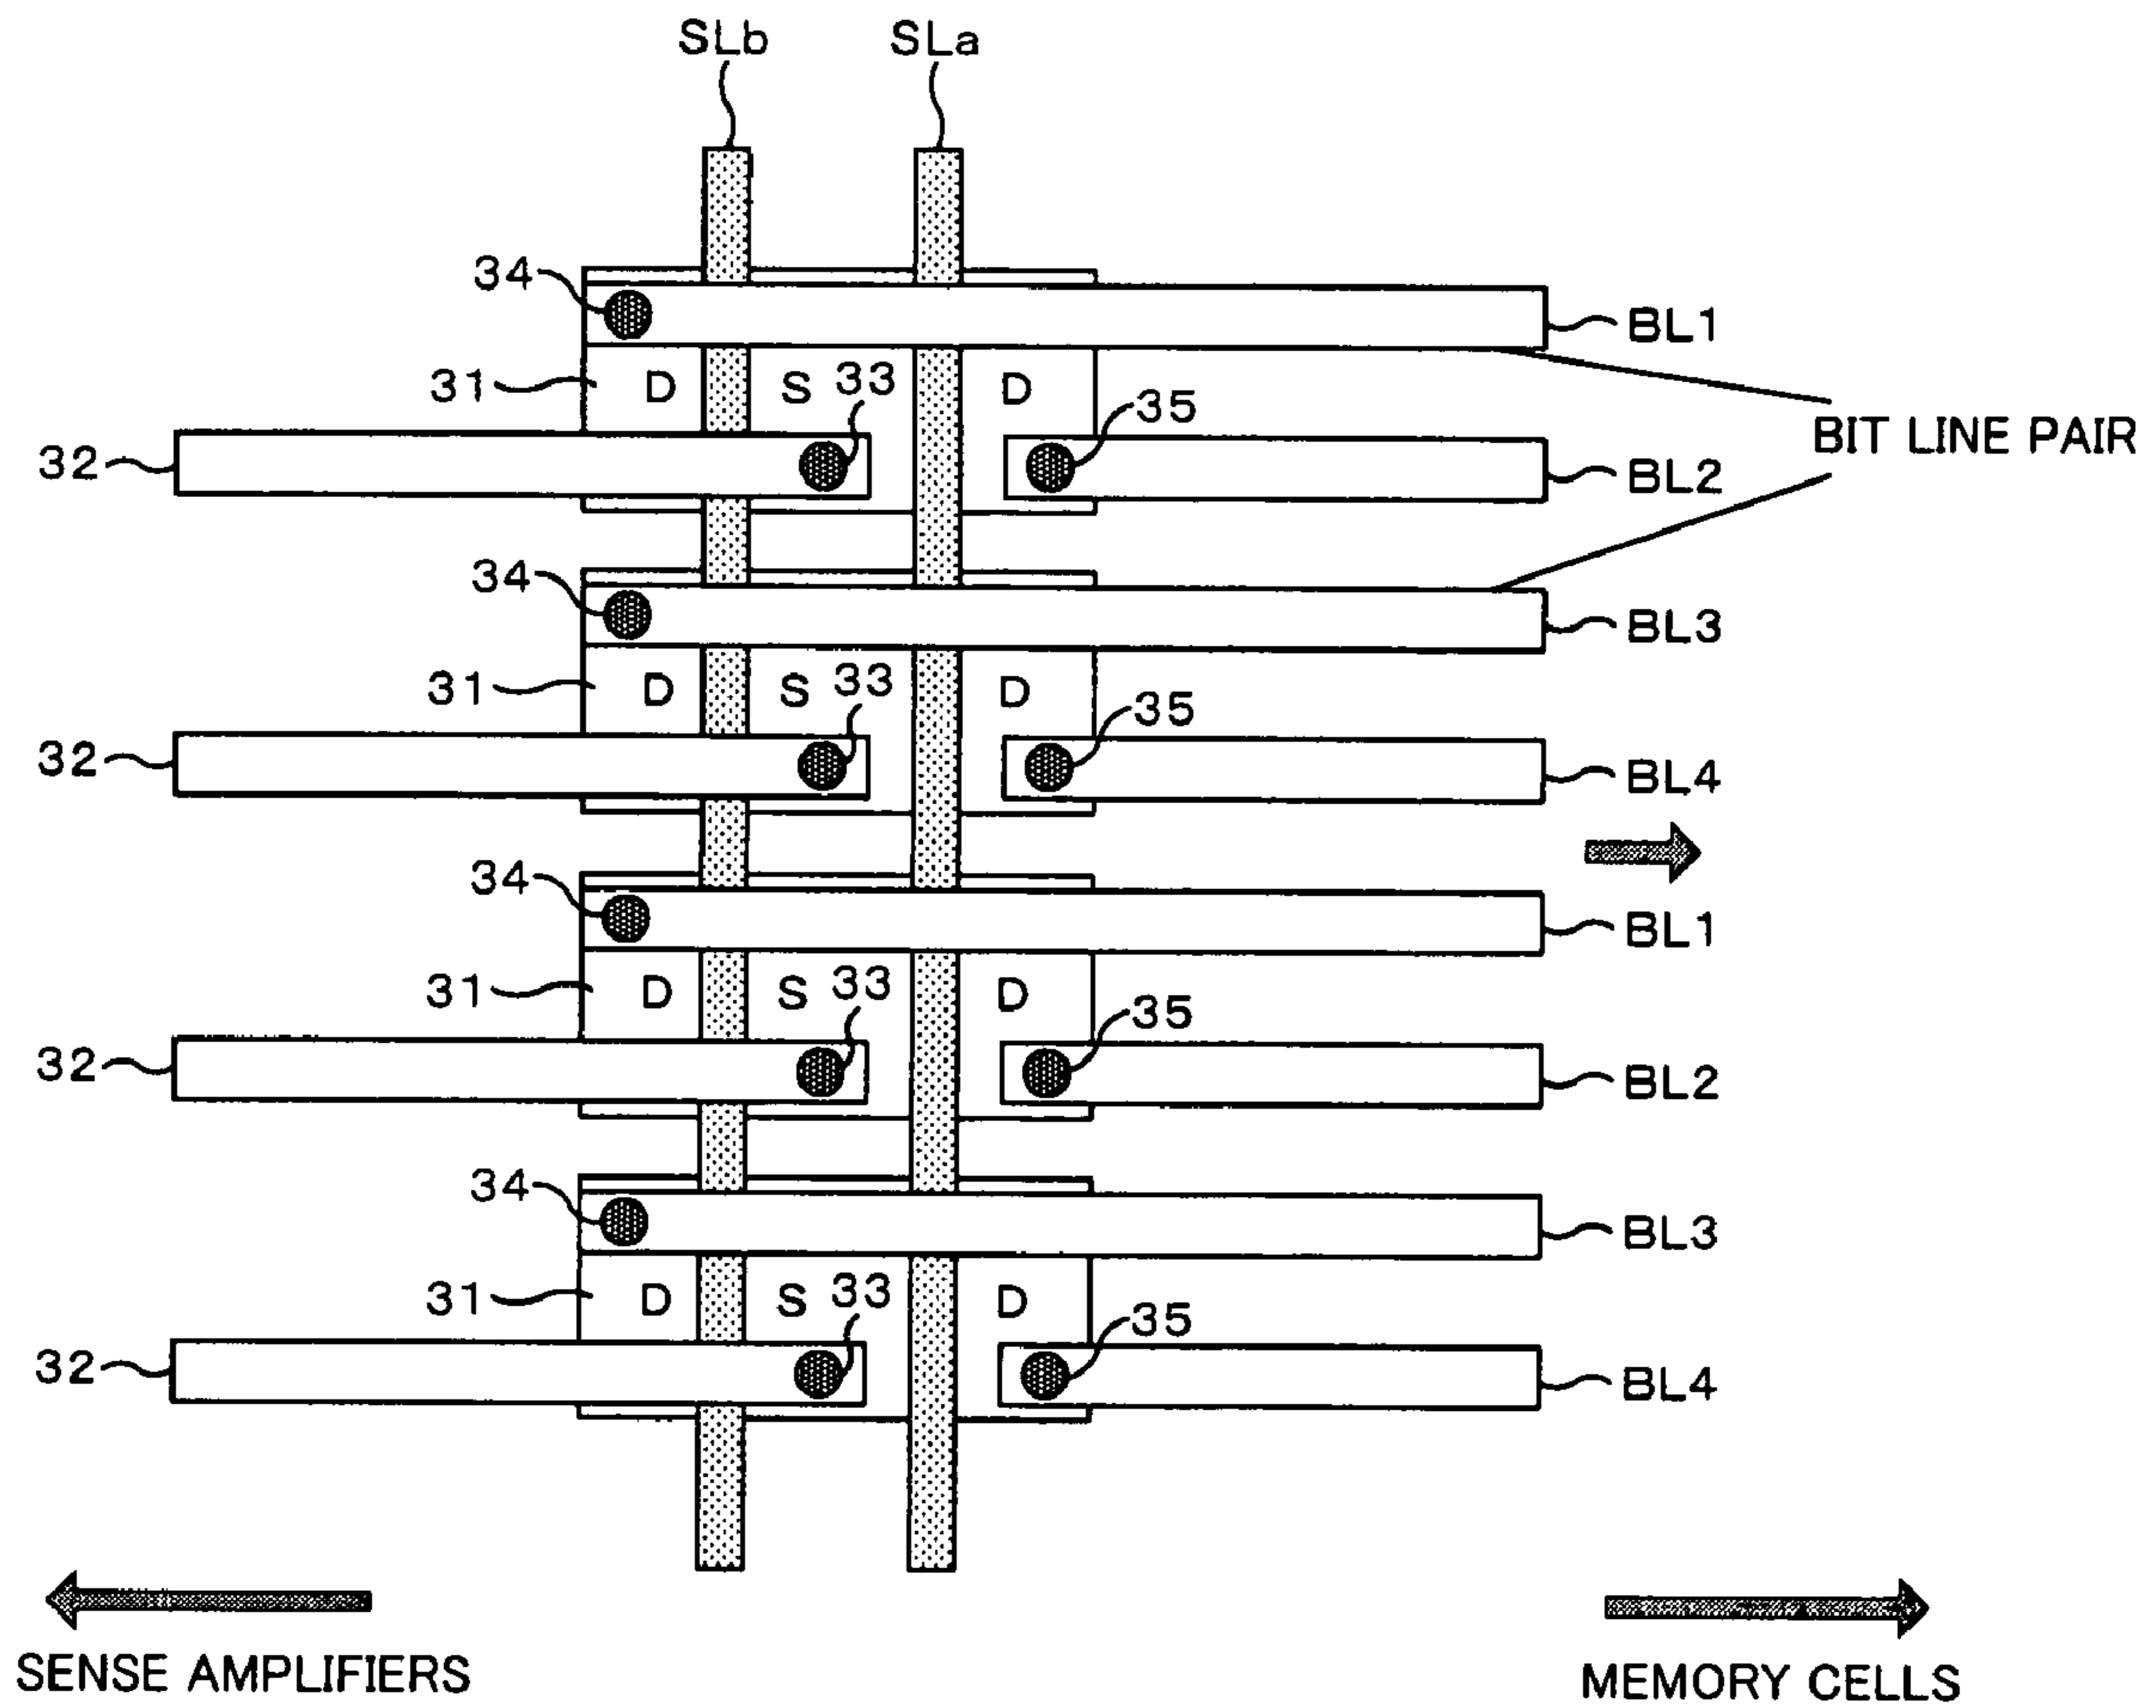 SLb SLa
34
BL1
31 D S 33 D 35
BIT LINE PAIR
32 BL2
34
BL3
31 D S 33 D 35
32 BL4
34
BL1
31 D S 33 D 35
32 BL2
34
BL3
31 D S 33 D 35
32 BL4
SENSE AMPLIFIERS MEMORY CELLS